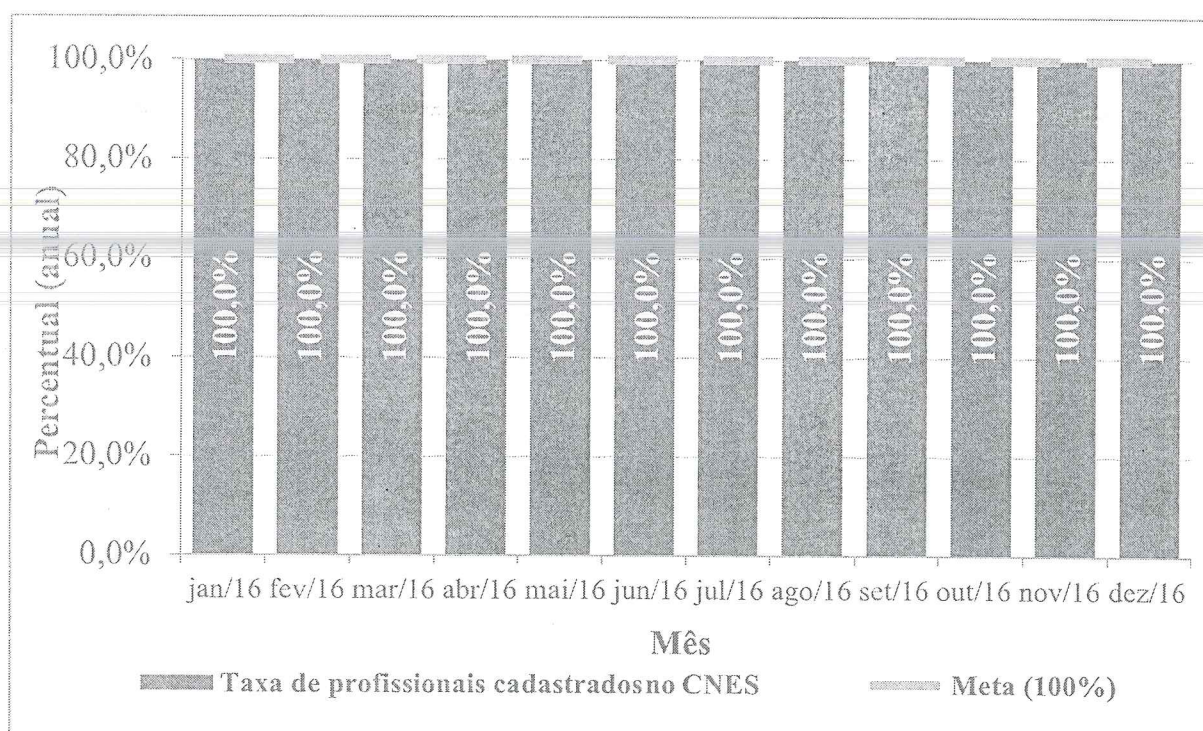 100,0%
80,0%
60,0%
40,0%
20,0%
0,0%
Percentual (anual)
100,0% 100,0% 100,0% 100,0% 100,0% 100,0% 100,0% 100,0% 100,0% 100,0% 100,0% 100,0%
jan/16 fev/16 mar/16 abr/16 mai/16 jun/16 jul/16 ago/16 set/16 out/16 nov/16 dez/16
Mês
Taxa de profissionais cadastradosno CNES Meta (100%)